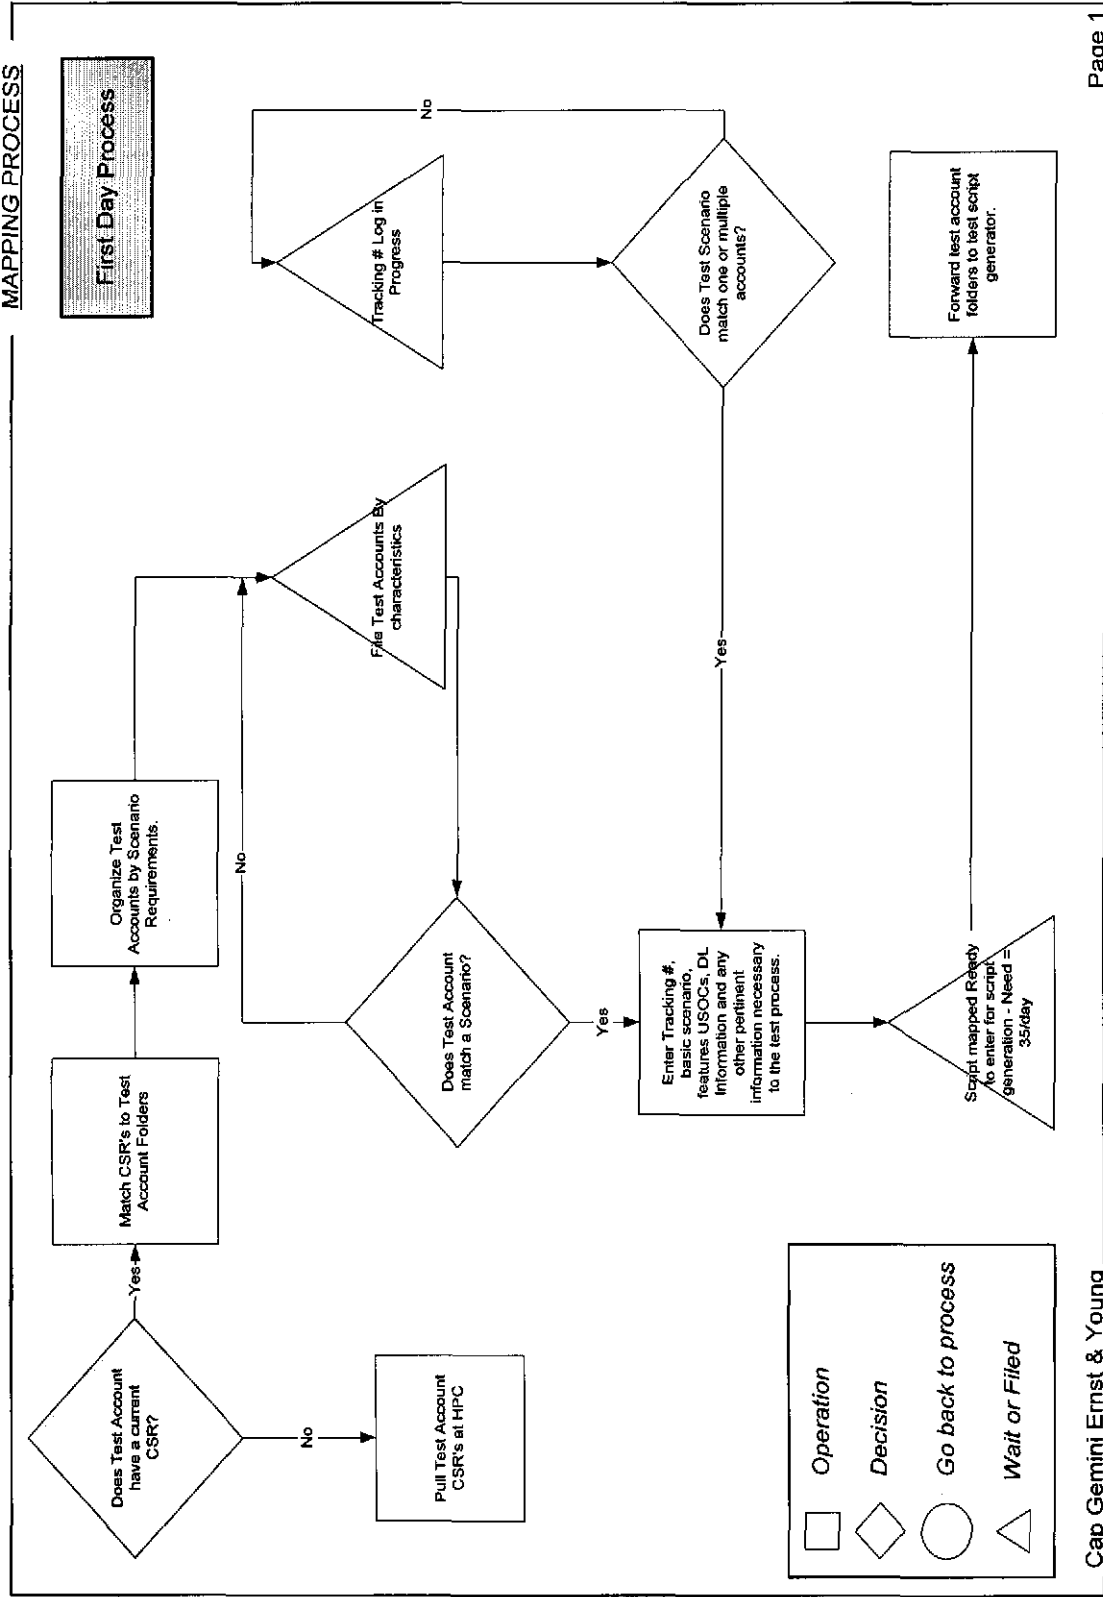 MAPPING PROCESS
First Day Process
Does Test Account
have a current
CSR?
Yes
No
Match CSR's to Test
Account Folders
Organize Test
Accounts by Scenario
Requirements.
Pull Test Account
CSR's at HPC
File Test Accounts By
characteristics
Tracking # Log in
Progress
No
No
Does Test Account
match a Scenario?
Yes
Does Test Scenario
match one or multiple
accounts?
Yes
Enter Tracking #,
basic scenario,
features USOCs, DL
Information and any
other pertinent
information necessary
to the test process.
Script mapped Ready
to enter for script
generation - Need =
35/day
Forward test account
folders to test script
generator.
Operation
Decision
Go back to process
Wait or Filed
Cap Gemini Ernst & Young
Page 1